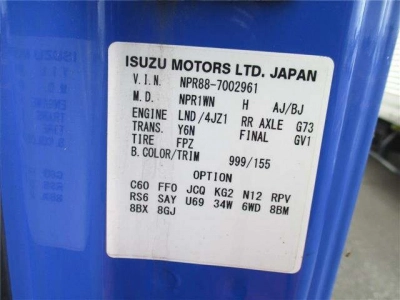 ISUZU MOTORS LTD. JAPAN
V.I.N. NPR88-7002961
M.D. NPR1WN H AJ/BJ
ENGINE LND/4JZ1 RR AXLE G73
TRANS. Y6N FINAL GV1
TIRE FPZ
B.COLOR/TRIM 999/155
OPTION
C60 FF0 JCQ KG2 N12 RPV
RS6 SAY U69 34W 6WD 8BM
8BX 8GJ